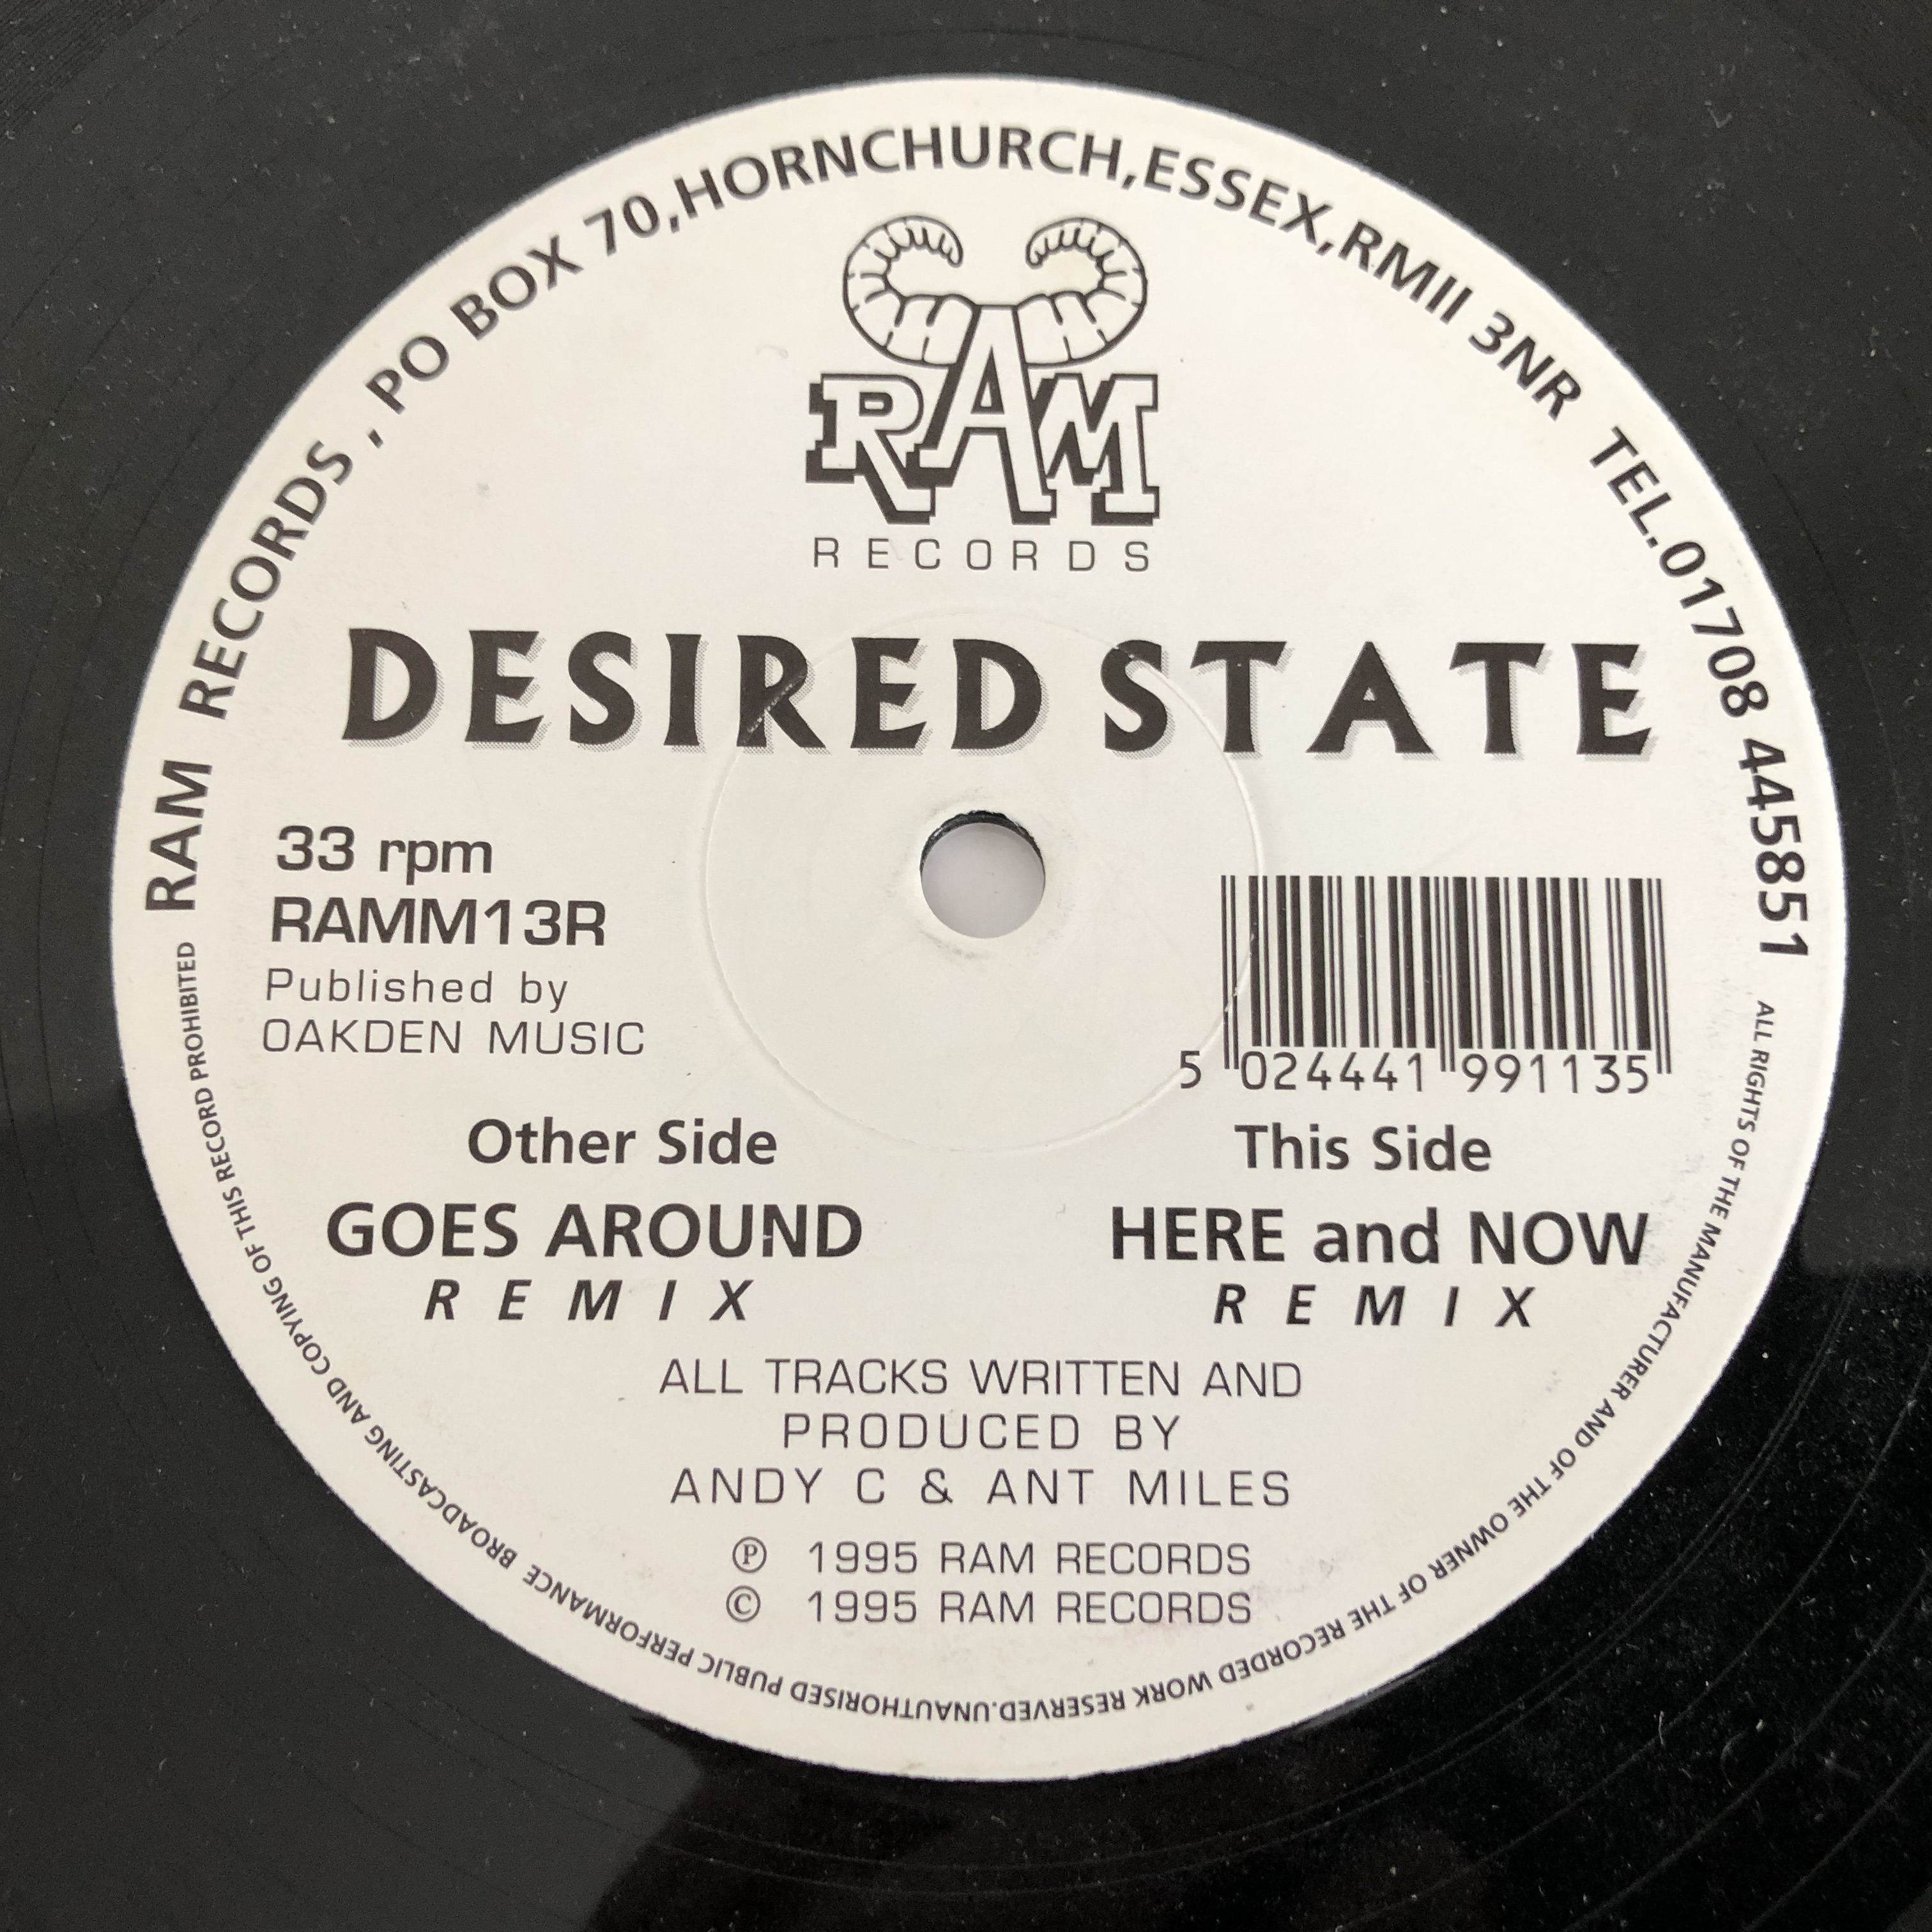 RAM RECORDS, PO BOX 70,HORNCHURCH,ESSEX,RM11 3NR TEL.01708 445851
RAM
RECORDS
DESIRED STATE
33 rpm
RAMM13R
Published by
OAKDEN MUSIC
5 024441 991135
Other Side
GOES AROUND
REMIX
This Side
HERE and NOW
REMIX
ALL TRACKS WRITTEN AND
PRODUCED BY
ANDY C & ANT MILES
℗ 1995 RAM RECORDS
© 1995 RAM RECORDS
ALL RIGHTS OF THE MANUFACTURER AND OF THE OWNER OF THE RECORDED WORK RESERVED.UNAUTHORISED PUBLIC PERFORMANCE BROADCASTING AND COPYING OF THIS RECORD PROHIBITED